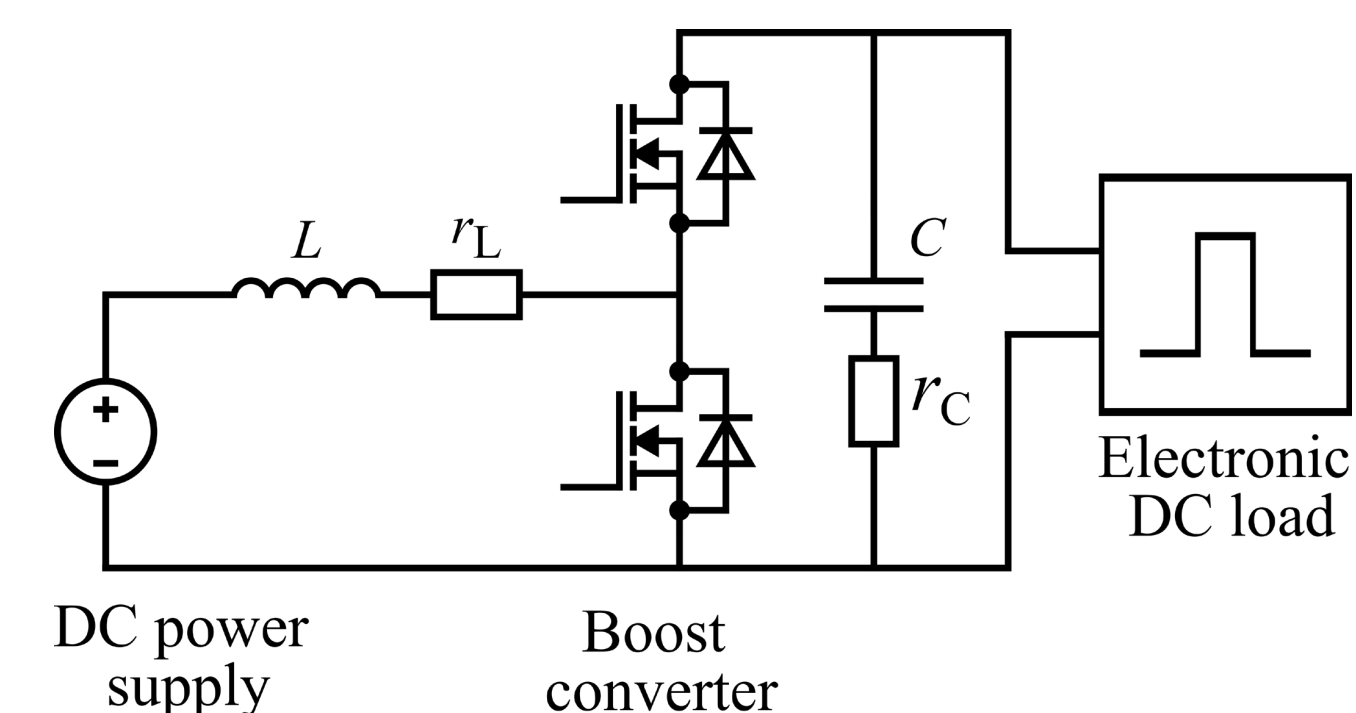 L
rL
C
rC
Electronic
DC load
DC power
supply
Boost
converter